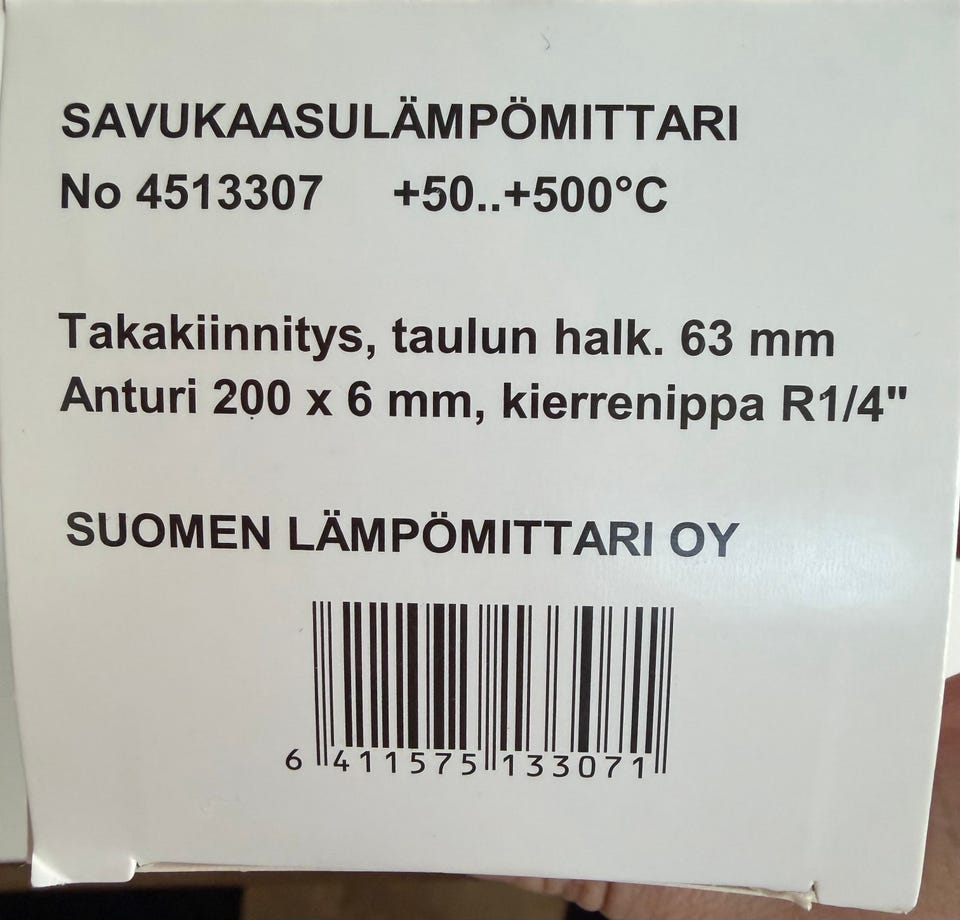 SAVUKAASULÄMPÖMITTARI
No 4513307 +50..+500°C
Takakiinnitys, taulun halk. 63 mm
Anturi 200 x 6 mm, kierrenippa R1/4"
SUOMEN LÄMPÖMITTARI OY
6 411575 133071